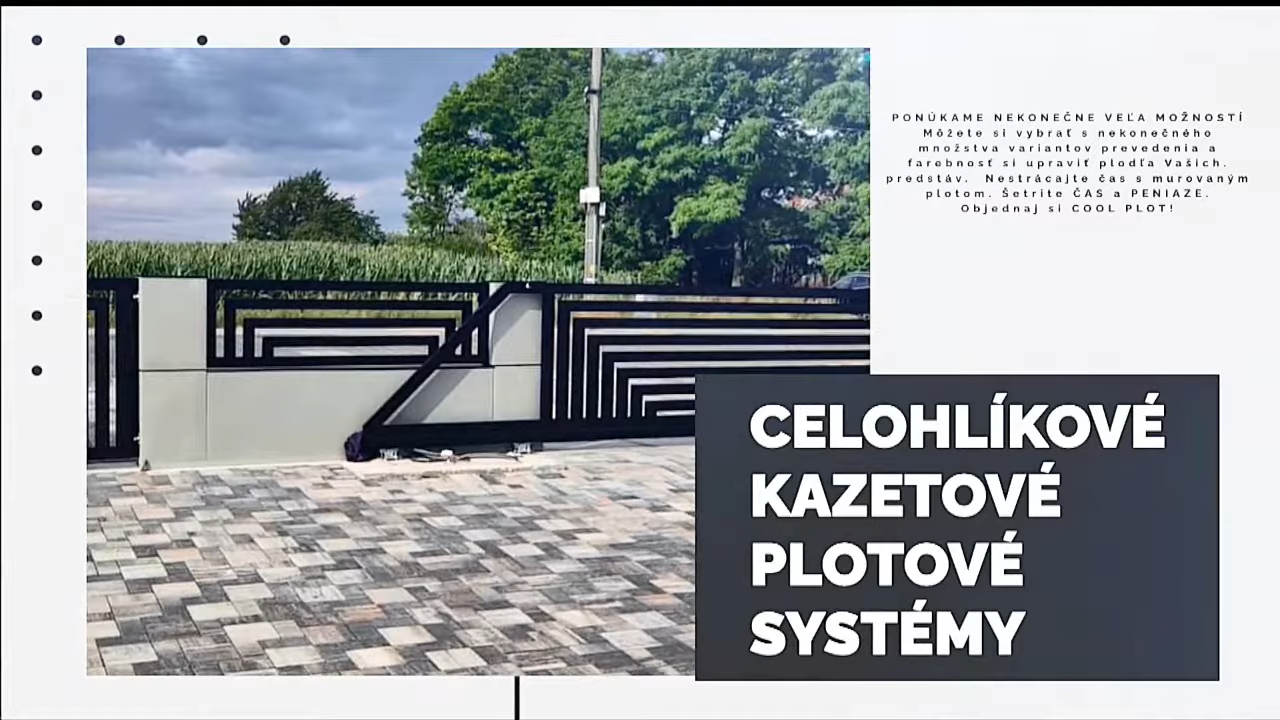 PONÚKAME NEKONEČNE VEĽA MOŽNOSTÍ
Môžete si vybrať s nekonečného
množstva variantov prevedenia a
farebnosť si upraviť plodľa Vašich.
predstáv. Nestrácajte čas s murovaným
plotom. Šetrite ČAS a PENIAZE.
Objednaj si COOL PLOT!
CELOHLÍKOVÉ
KAZETOVÉ
PLOTOVÉ
SYSTÉMY